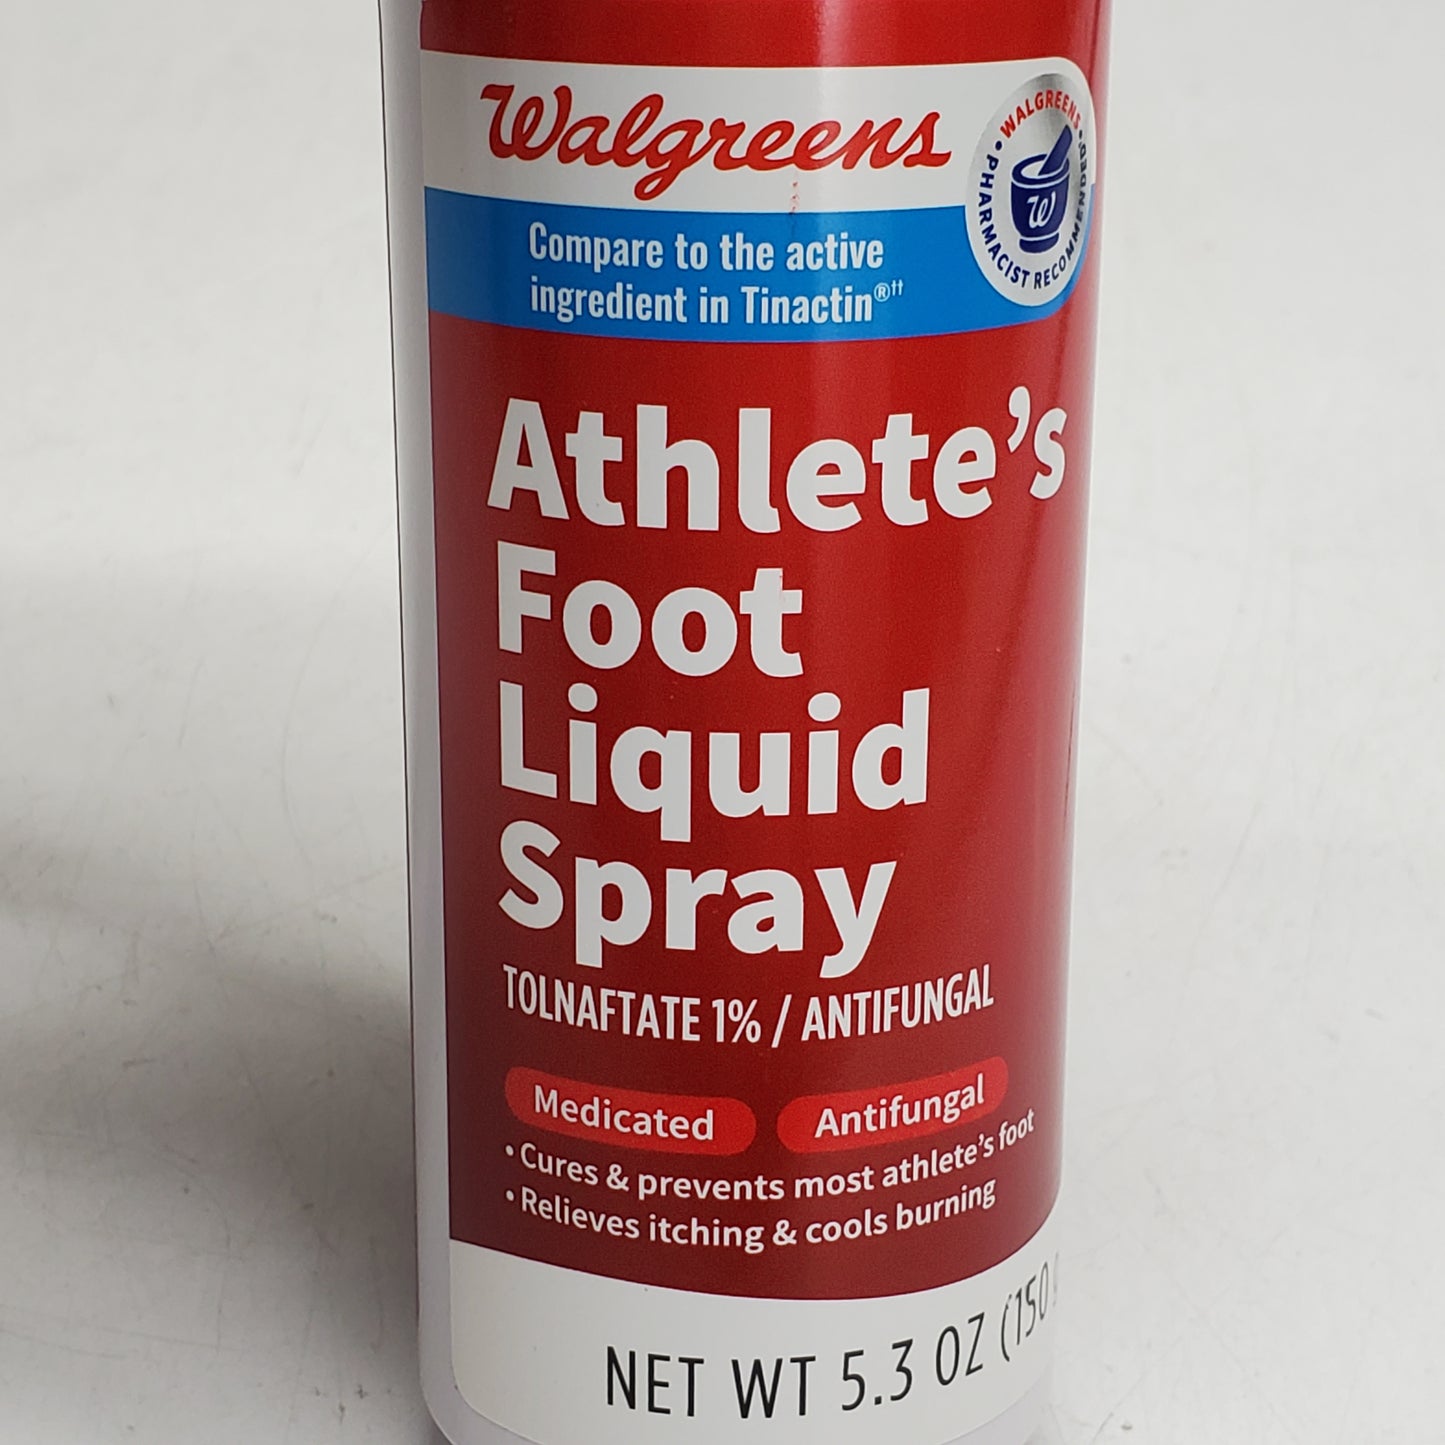 Walgreens
WALGREENS
PHARMACIST RECOMMENDED
W
Compare to the active
ingredient in Tinactin®††
Athlete's
Foot
Liquid
Spray
TOLNAFTATE 1% / ANTIFUNGAL
Medicated Antifungal
• Cures & prevents most athlete's foot
• Relieves itching & cools burning
NET WT 5.3 OZ (150